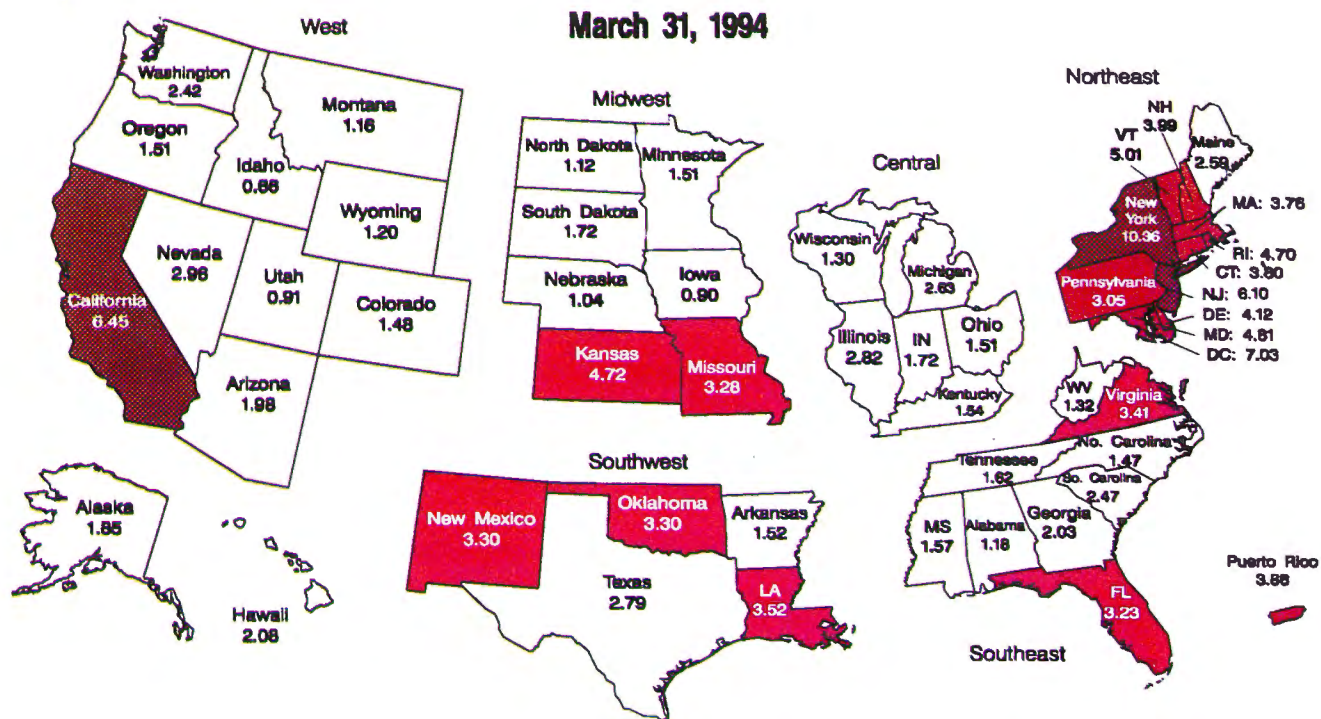 March 31, 1994
West
Washington
2.42
Montana
1.16
Oregon
1.51
Idaho
0.88
Wyoming
1.20
Nevada
2.96
Utah
0.91
Colorado
1.48
California
6.45
Arizona
1.98
Alaska
1.85
Hawaii
2.08
Midwest
North Dakota
1.12
Minnesota
1.51
South Dakota
1.72
Nebraska
1.04
Iowa
0.90
Kansas
4.72
Missouri
3.28
Central
Wisconsin
1.30
Michigan
2.63
Illinois
2.82
IN
1.72
Ohio
1.51
Kentucky
1.54
Northeast
NH
3.99
VT
5.01
Maine
2.59
New
York
10.36
MA: 3.76
RI: 4.70
CT: 3.80
Pennsylvania
3.05
NJ: 6.10
DE: 4.12
MD: 4.81
DC: 7.03
Southwest
New Mexico
3.30
Oklahoma
3.30
Arkansas
1.52
Texas
2.79
LA
3.52
WV
1.32
Virginia
3.41
No. Carolina
1.47
Tennessee
1.62
So. Carolina
2.47
MS
1.57
Alabama
1.18
Georgia
2.03
FL
3.23
Southeast
Puerto Rico
3.88